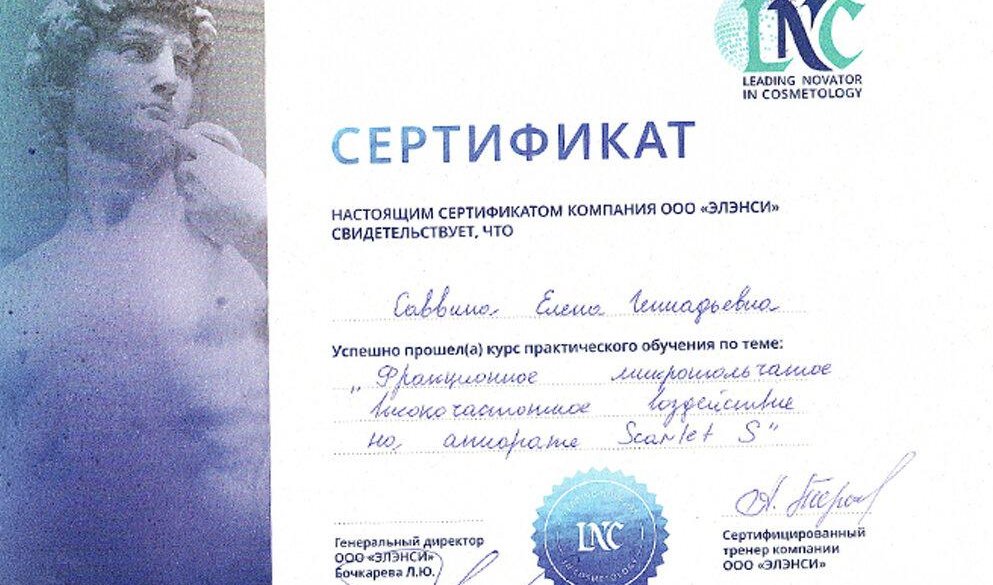 LNC
LEADING NOVATOR
IN COSMETOLOGY
СЕРТИФИКАТ
НАСТОЯЩИМ СЕРТИФИКАТОМ КОМПАНИЯ ООО «ЭЛЭНСИ»
СВИДЕТЕЛЬСТВУЕТ, ЧТО
Саввина Елена Геннадьевна
Успешно прошел(а) курс практического обучения по теме:
„Фракционное микроигольчатое
высокочастотное воздействие
на аппарате Scarlet S“
Генеральный директор
ООО «ЭЛЭНСИ»
Бочкарева Л.Ю.
LNC
IN COSMETOLOGY
Сертифицированный
тренер компании
ООО «ЭЛЭНСИ»